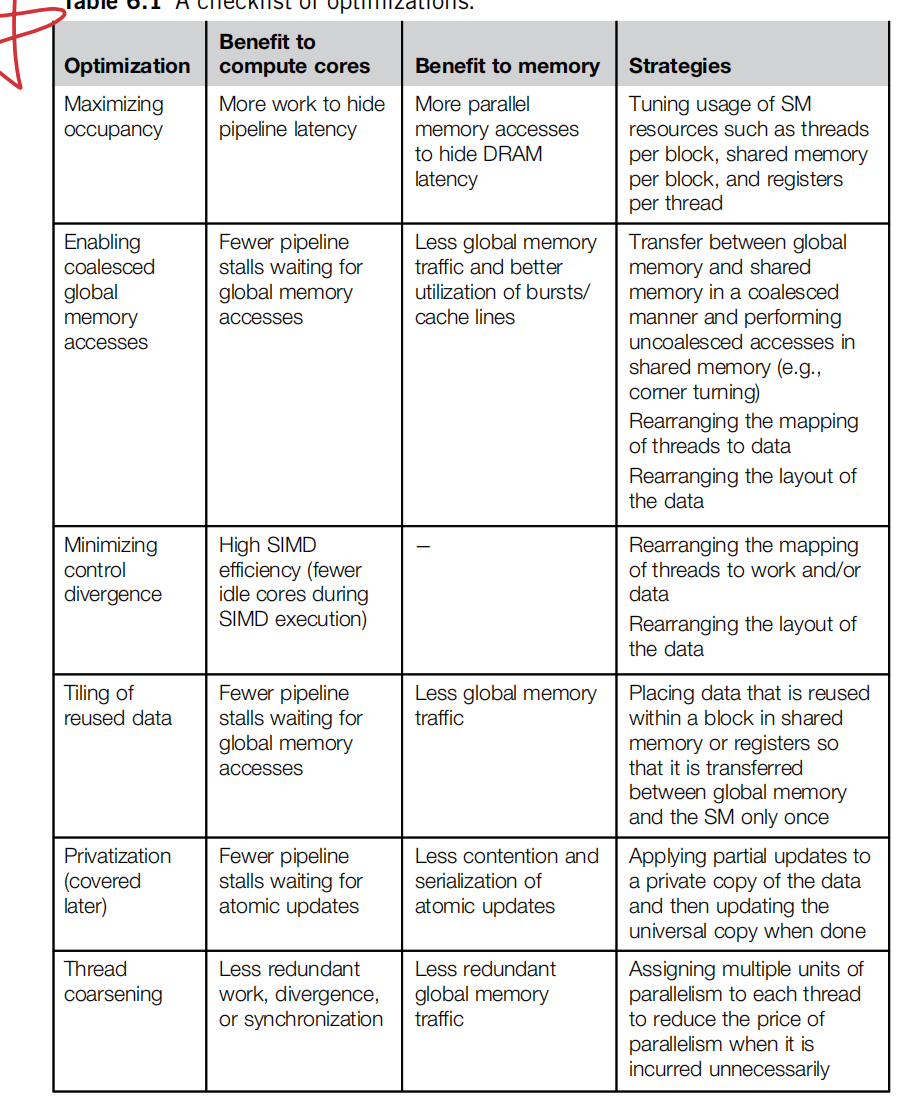 Table 6.1 A checklist of optimizations.
Optimization
Benefit to
compute cores
Benefit to memory
Strategies
Maximizing
occupancy
More work to hide
pipeline latency
More parallel
memory accesses
to hide DRAM
latency
Tuning usage of SM
resources such as threads
per block, shared memory
per block, and registers
per thread
Enabling
coalesced
global
memory
accesses
Fewer pipeline
stalls waiting for
global memory
accesses
Less global memory
traffic and better
utilization of bursts/
cache lines
Transfer between global
memory and shared
memory in a coalesced
manner and performing
uncoalesced accesses in
shared memory (e.g.,
corner turning)
Rearranging the mapping
of threads to data
Rearranging the layout of
the data
Minimizing
control
divergence
High SIMD
efficiency (fewer
idle cores during
SIMD execution)
–
Rearranging the mapping
of threads to work and/or
data
Rearranging the layout of
the data
Tiling of
reused data
Fewer pipeline
stalls waiting for
global memory
accesses
Less global memory
traffic
Placing data that is reused
within a block in shared
memory or registers so
that it is transferred
between global memory
and the SM only once
Privatization
(covered
later)
Fewer pipeline
stalls waiting for
atomic updates
Less contention and
serialization of
atomic updates
Applying partial updates to
a private copy of the data
and then updating the
universal copy when done
Thread
coarsening
Less redundant
work, divergence,
or synchronization
Less redundant
global memory
traffic
Assigning multiple units of
parallelism to each thread
to reduce the price of
parallelism when it is
incurred unnecessarily